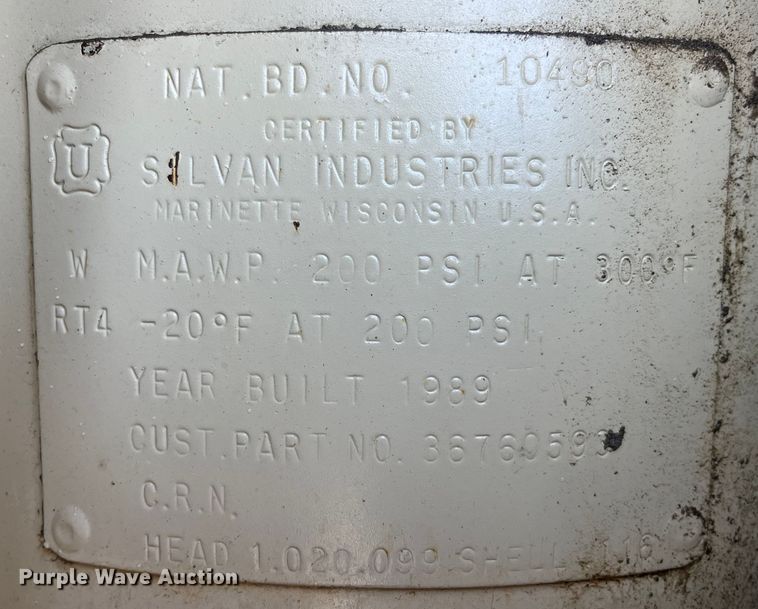 NAT. BD. NO. 10490
CERTIFIED BY
U
SILVAN INDUSTRIES INC.
MARINETTE WISCONSIN U.S.A.
W M.A.W.P. 200 PSI AT 300°F
RT4 -20°F AT 200 PSI
YEAR BUILT 1989
CUST. PART NO.
C.R.N.
HEAD 1.020.099 SHELL
Purple Wave Auction